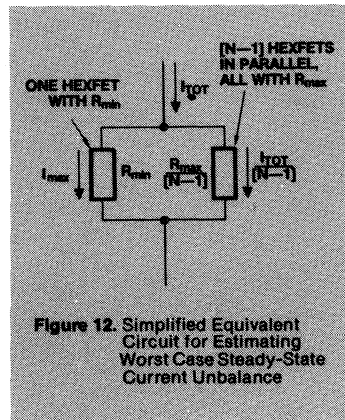 [N—1] HEXFETS
IN PARALLEL,
ALL WITH Rmax
ONE HEXFET
WITH Rmin
ITOT
Imax
Rmin
Rmax
[N—1]
ITOT
[N—1]
Figure 12. Simplified Equivalent
Circuit for Estimating
Worst Case Steady-State
Current Unbalance